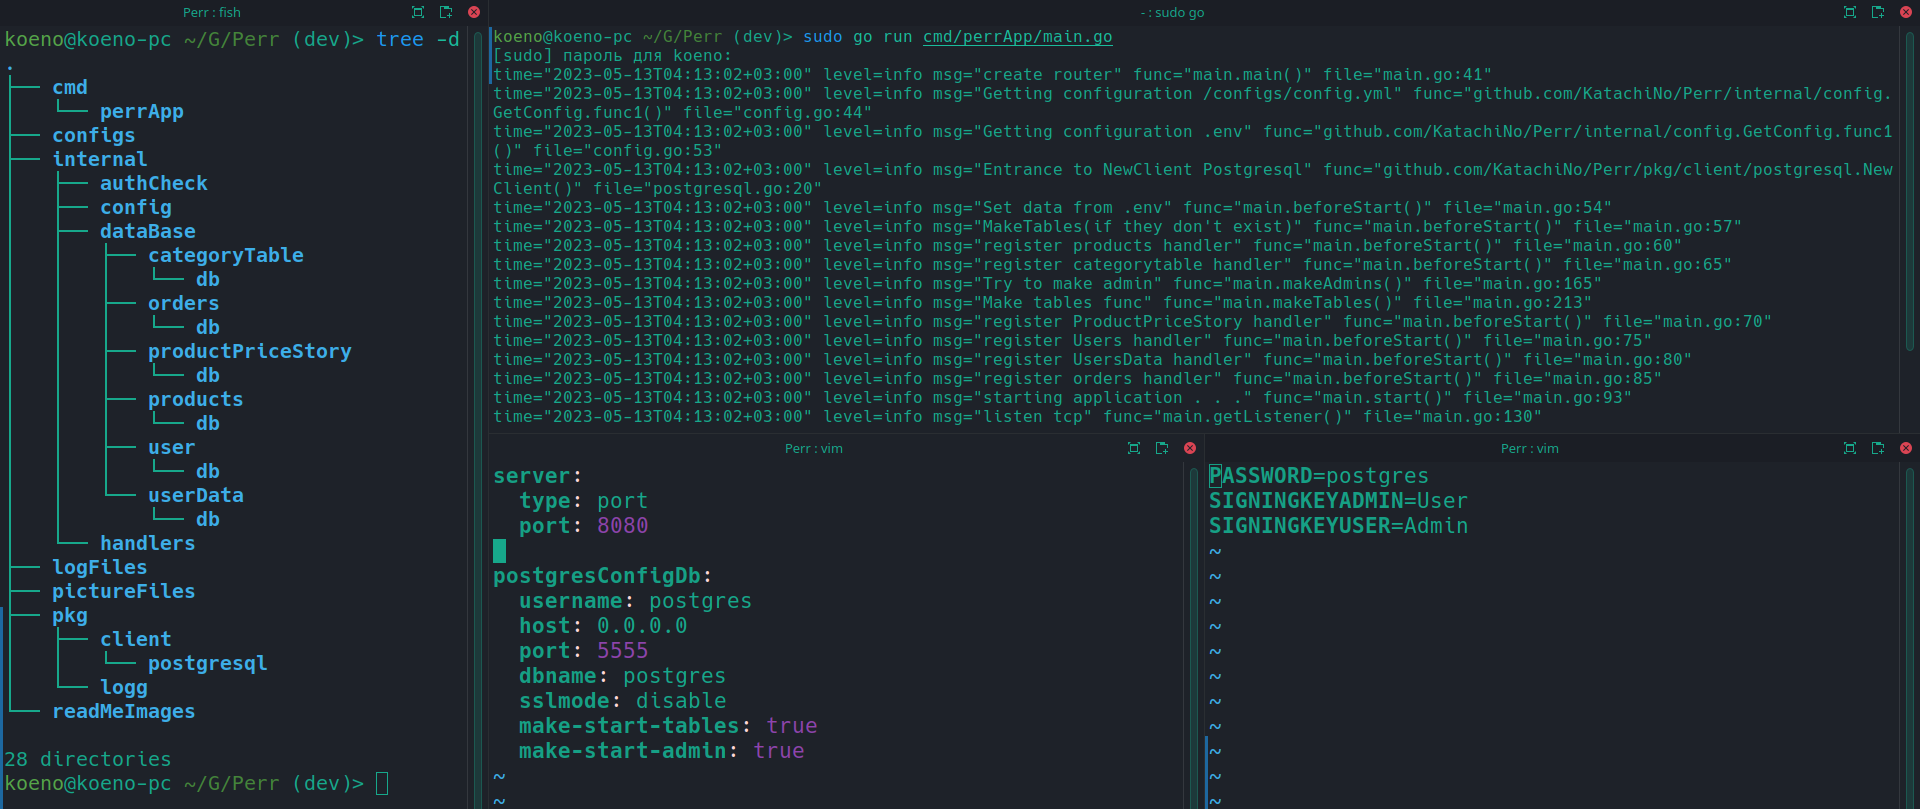 Perr : fish
koeno@koeno-pc ~/G/Perr (dev)> tree -d
.
├── cmd
│   └── perrApp
├── configs
├── internal
│   ├── authCheck
│   ├── config
│   ├── dataBase
│   │   ├── categoryTable
│   │   │   └── db
│   │   ├── orders
│   │   │   └── db
│   │   ├── productPriceStory
│   │   │   └── db
│   │   ├── products
│   │   │   └── db
│   │   ├── user
│   │   │   └── db
│   │   └── userData
│   │       └── db
│   └── handlers
├── logFiles
├── pictureFiles
├── pkg
│   ├── client
│   │   └── postgresql
│   └── logg
└── readMeImages
28 directories
koeno@koeno-pc ~/G/Perr (dev)>
~ : sudo go
koeno@koeno-pc ~/G/Perr (dev)> sudo go run cmd/perrApp/main.go
[sudo] пароль для koeno:
time="2023-05-13T04:13:02+03:00" level=info msg="create router" func="main.main()" file="main.go:41"
time="2023-05-13T04:13:02+03:00" level=info msg="Getting configuration /configs/config.yml" func="github.com/KatachiNo/Perr/internal/config.
GetConfig.func1()" file="config.go:44"
time="2023-05-13T04:13:02+03:00" level=info msg="Getting configuration .env" func="github.com/KatachiNo/Perr/internal/config.GetConfig.func1
()" file="config.go:53"
time="2023-05-13T04:13:02+03:00" level=info msg="Entrance to NewClient Postgresql" func="github.com/KatachiNo/Perr/pkg/client/postgresql.New
Client()" file="postgresql.go:20"
time="2023-05-13T04:13:02+03:00" level=info msg="Set data from .env" func="main.beforeStart()" file="main.go:54"
time="2023-05-13T04:13:02+03:00" level=info msg="MakeTables(if they don't exist)" func="main.beforeStart()" file="main.go:57"
time="2023-05-13T04:13:02+03:00" level=info msg="register products handler" func="main.beforeStart()" file="main.go:60"
time="2023-05-13T04:13:02+03:00" level=info msg="register categorytable handler" func="main.beforeStart()" file="main.go:65"
time="2023-05-13T04:13:02+03:00" level=info msg="Try to make admin" func="main.makeAdmins()" file="main.go:165"
time="2023-05-13T04:13:02+03:00" level=info msg="Make tables func" func="main.makeTables()" file="main.go:213"
time="2023-05-13T04:13:02+03:00" level=info msg="register ProductPriceStory handler" func="main.beforeStart()" file="main.go:70"
time="2023-05-13T04:13:02+03:00" level=info msg="register Users handler" func="main.beforeStart()" file="main.go:75"
time="2023-05-13T04:13:02+03:00" level=info msg="register UsersData handler" func="main.beforeStart()" file="main.go:80"
time="2023-05-13T04:13:02+03:00" level=info msg="register orders handler" func="main.beforeStart()" file="main.go:85"
time="2023-05-13T04:13:02+03:00" level=info msg="starting application . . ." func="main.start()" file="main.go:93"
time="2023-05-13T04:13:02+03:00" level=info msg="listen tcp" func="main.getListener()" file="main.go:130"
Perr : vim
server:
  type: port
  port: 8080
postgresConfigDb:
  username: postgres
  host: 0.0.0.0
  port: 5555
  dbname: postgres
  sslmode: disable
  make-start-tables: true
  make-start-admin: true
~
~
Perr : vim
PASSWORD=postgres
SIGNINGKEYADMIN=User
SIGNINGKEYUSER=Admin
~
~
~
~
~
~
~
~
~
~
~